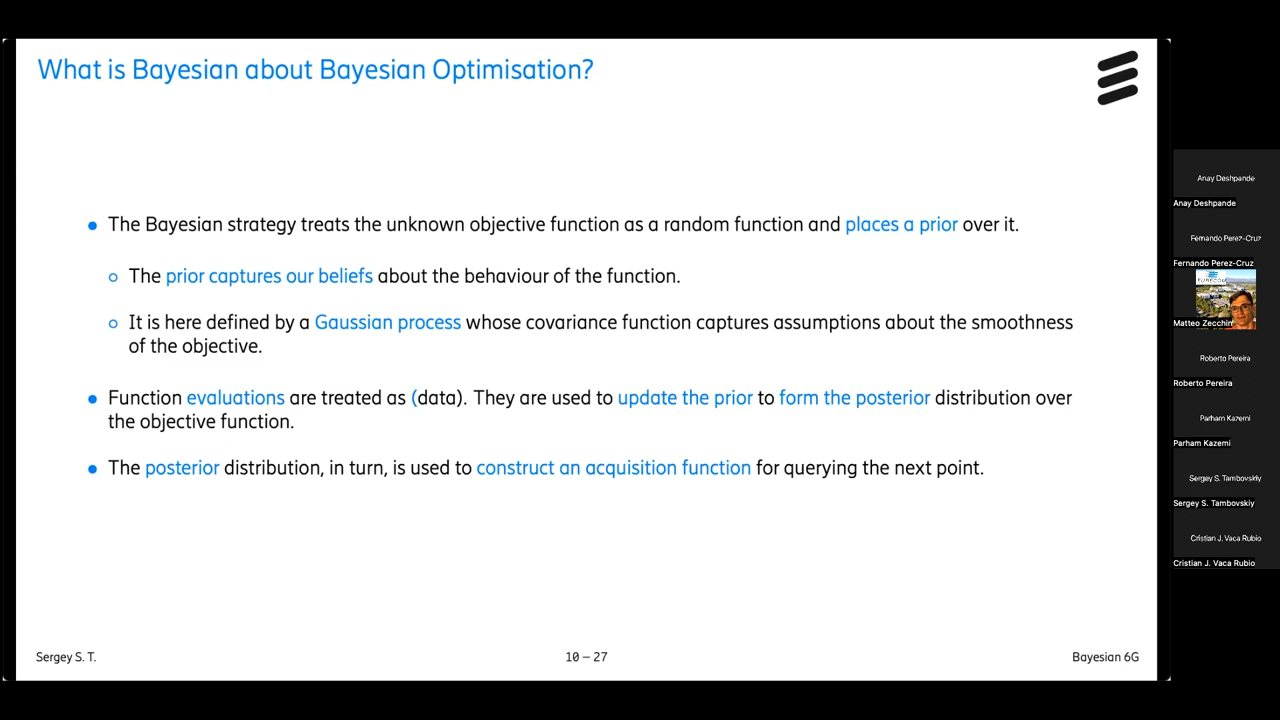 What is Bayesian about Bayesian Optimisation?
● The Bayesian strategy treats the unknown objective function as a random function and places a prior over it.
○ The prior captures our beliefs about the behaviour of the function.
○ It is here defined by a Gaussian process whose covariance function captures assumptions about the smoothness
of the objective.
● Function evaluations are treated as (data). They are used to update the prior to form the posterior distribution over
the objective function.
● The posterior distribution, in turn, is used to construct an acquisition function for querying the next point.
Sergey S. T.
10 – 27
Bayesian 6G
Anay Deshpande
Anay Deshpande
Fernando Perez-Cruz
Fernando Perez-Cruz
EURECOM
Matteo Zecchin
Roberto Pereira
Roberto Pereira
Parham Kazemi
Parham Kazemi
Sergey S. Tambovskiy
Sergey S. Tambovskiy
Cristian J. Vaca Rubio
Cristian J. Vaca Rubio